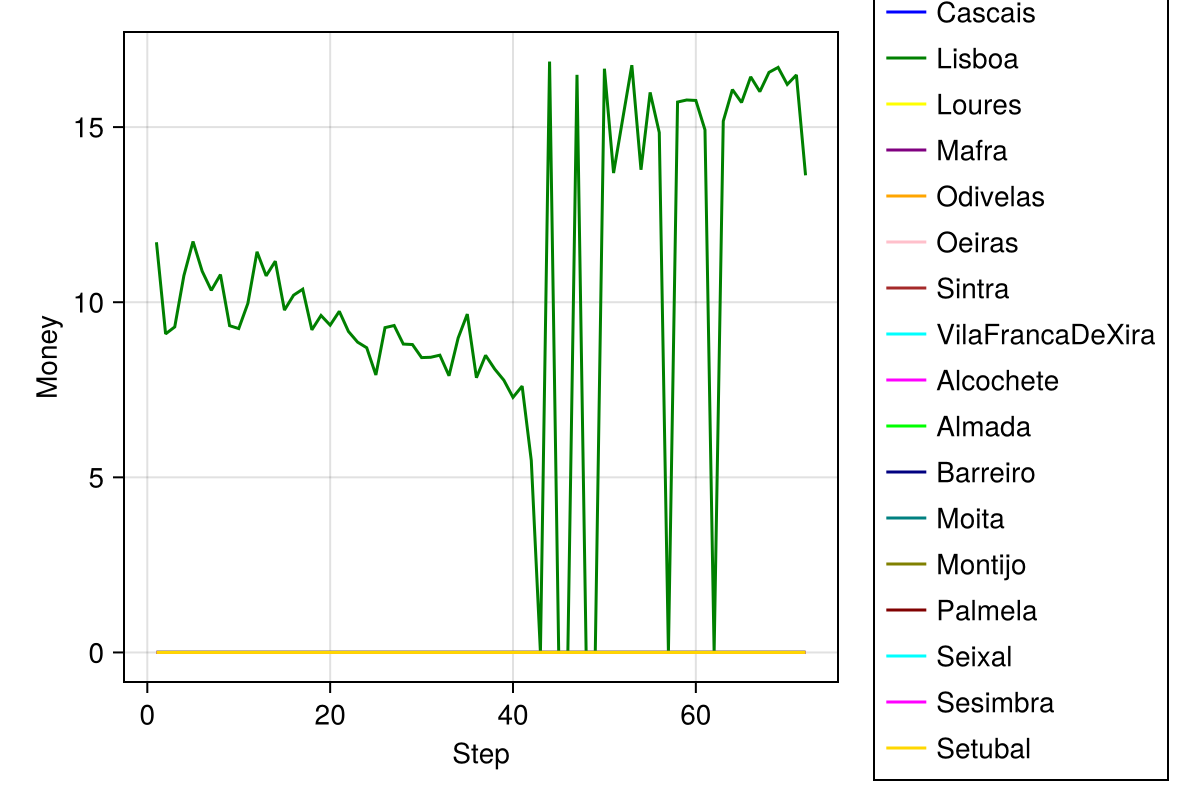 Money
15
10
5
0
0 20 40 60
Step
Cascais
Lisboa
Loures
Mafra
Odivelas
Oeiras
Sintra
VilaFrancaDeXira
Alcochete
Almada
Barreiro
Moita
Montijo
Palmela
Seixal
Sesimbra
Setubal